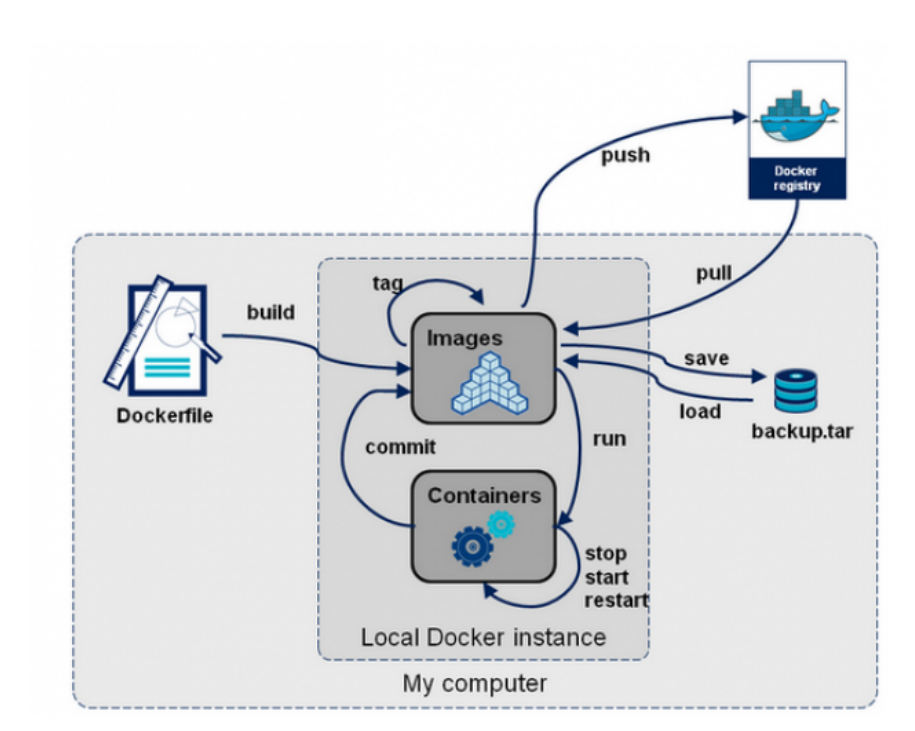 Docker
registry
push
pull
tag
build
Images
save
load
backup.tar
Dockerfile
commit
run
Containers
stop
start
restart
Local Docker instance
My computer